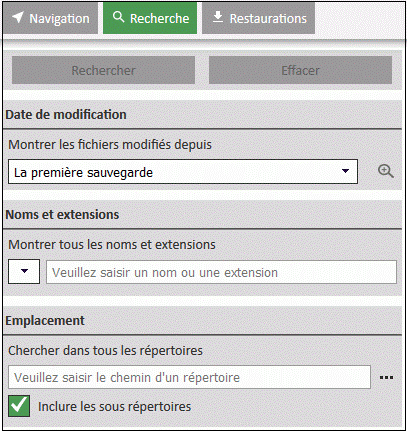 Navigation Recherche Restaurations
Rechercher Effacer
Date de modification
Montrer les fichiers modifiés depuis
La première sauvegarde
Noms et extensions
Montrer tous les noms et extensions
Veuillez saisir un nom ou une extension
Emplacement
Chercher dans tous les répertoires
Veuillez saisir le chemin d'un répertoire
Inclure les sous répertoires